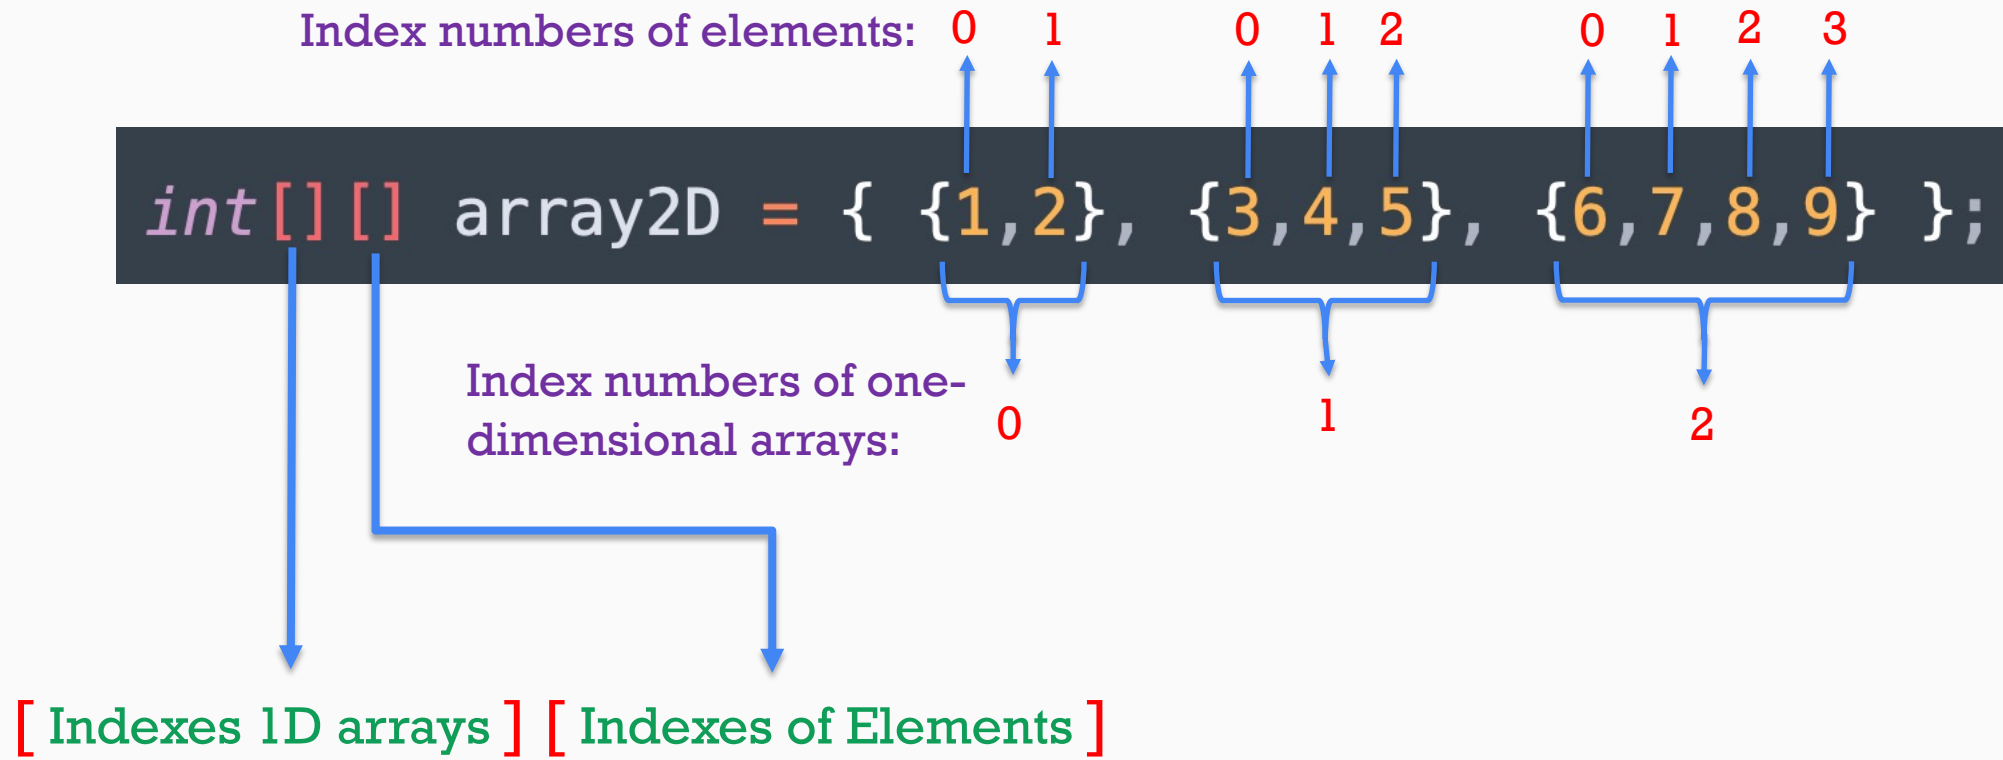 Index numbers of elements: 0 1 0 1 2 0 1 2 3
int[][] array2D = { {1,2}, {3,4,5}, {6,7,8,9} };
Index numbers of one-
dimensional arrays: 0 1 2
[ Indexes 1D arrays ] [ Indexes of Elements ]